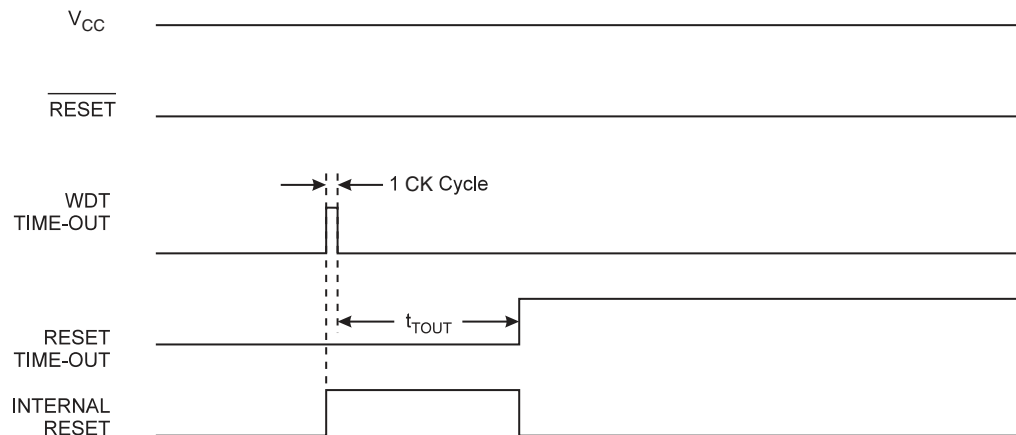 VCC
RESET
1 CK Cycle
WDT
TIME-OUT
tTOUT
RESET
TIME-OUT
INTERNAL
RESET